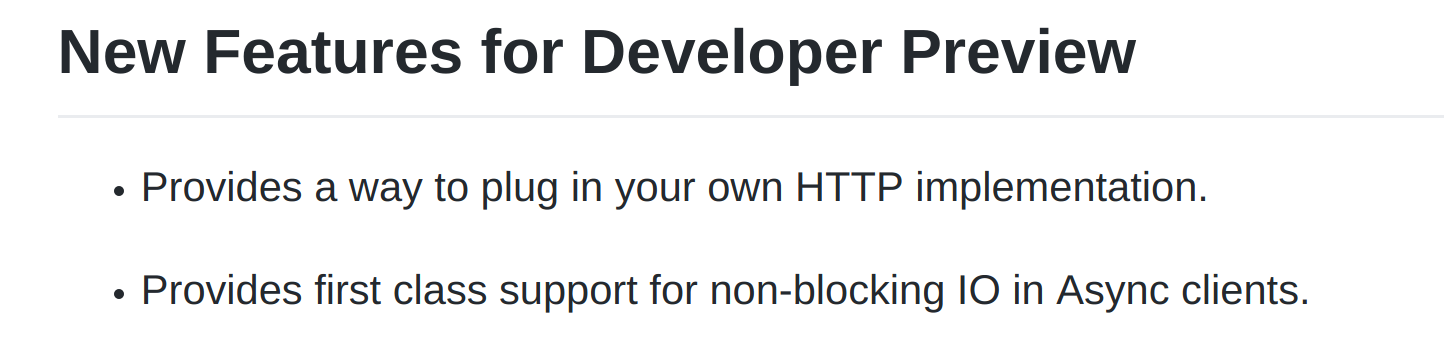 New Features for Developer Preview
• Provides a way to plug in your own HTTP implementation.
• Provides first class support for non-blocking IO in Async clients.